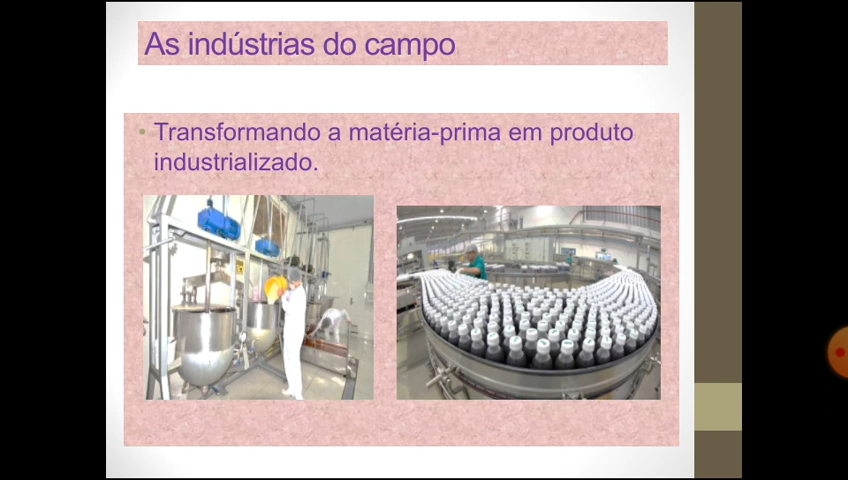 As indústrias do campo
• Transformando a matéria-prima em produto
industrializado.